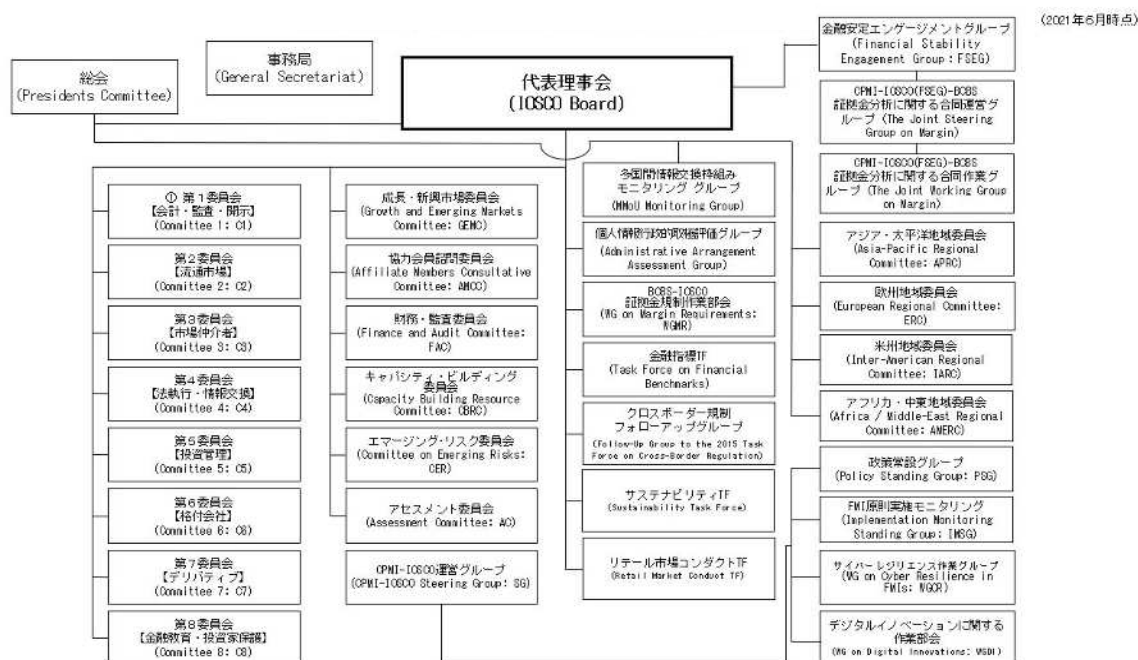 (2021年6月時点)
総会
(Presidents Committee)
事務局
(General Secretariat)
代表理事会
(IOSCO Board)
① 第1委員会
【会計・監査・開示】
(Committee 1: C1)
第2委員会
【流通市場】
(Committee 2: C2)
第3委員会
【市場仲介者】
(Committee 3: C3)
第4委員会
【法執行・情報交換】
(Committee 4: C4)
第5委員会
【投資管理】
(Committee 5: C5)
第6委員会
【格付会社】
(Committee 6: C6)
第7委員会
【デリバティブ】
(Committee 7: C7)
第8委員会
【金融教育・投資家保護】
(Committee 8: C8)
成長・新興市場委員会
(Growth and Emerging Markets
Committee: GEMC)
協力会員諮問委員会
(Affiliate Members Consultative
Committee: AMCC)
財務・監査委員会
(Finance and Audit Committee:
FAC)
キャパシティ・ビルディング
委員会
(Capacity Building Resource
Committee: CBRC)
エマージング・リスク委員会
(Committee on Emerging Risks:
CER)
アセスメント委員会
(Assessment Committee: AC)
CPMI-IOSCO運営グループ
(CPMI-IOSCO Steering Group: SG)
多国間情報交換枠組み
モニタリング グループ
(MMoU Monitoring Group)
個人情報行政的取極評価グループ
(Administrative Arrangement
Assessment Group)
BCBS-IOSCO
証拠金規制作業部会
(WG on Margin Requirements:
WGMR)
金融指標TF
(Task Force on Financial
Benchmarks)
クロスボーダー規制
フォローアップグループ
(Follow-Up Group to the 2015 Task
Force on Cross-Border Regulation)
サステナビリティTF
(Sustainability Task Force)
リテール市場コンダクトTF
(Retail Market Conduct TF)
金融安定エンゲージメントグループ
(Financial Stability
Engagement Group：FSEG)
CPMI-IOSCO(FSEG)-BCBS
証拠金分析に関する合同運営グ
ループ (The Joint Steering
Group on Margin)
CPMI-IOSCO(FSEG)-BCBS
証拠金分析に関する合同作業グ
ループ (The Joint Working Group
on Margin)
アジア・太平洋地域委員会
(Asia-Pacific Regional
Committee: APRC)
欧州地域委員会
(European Regional Committee:
ERC)
米州地域委員会
(Inter-American Regional
Committee: IARC)
アフリカ・中東地域委員会
(Africa / Middle-East Regional
Committee: AMERC)
政策常設グループ
(Policy Standing Group: PSG)
FMI原則実施モニタリング
(Implementation Monitoring
Standing Group: IMSG)
サイバーレジリエンス作業グループ
(WG on Cyber Resilience in
FMIs: WGCR)
デジタルイノベーションに関する
作業部会
(WG on Digital Innovations: WGDI)